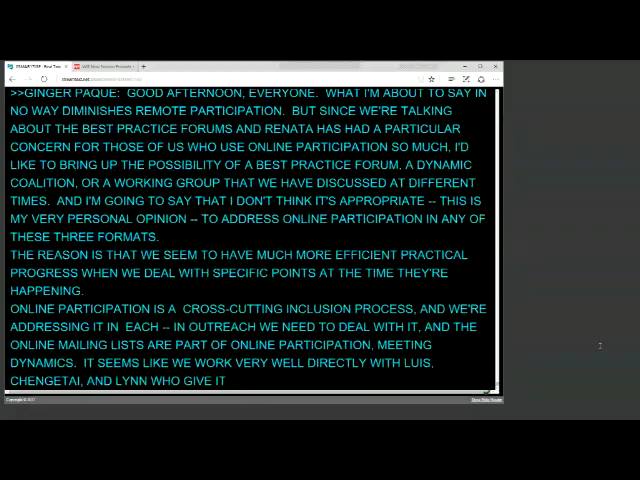 >>GINGER PAQUE:  GOOD AFTERNOON, EVERYONE.  WHAT I'M ABOUT TO SAY IN
NO WAY DIMINISHES REMOTE PARTICIPATION.  BUT SINCE WE'RE TALKING
ABOUT THE BEST PRACTICE FORUMS AND RENATA HAS HAD A PARTICULAR
CONCERN FOR THOSE OF US WHO USE ONLINE PARTICIPATION SO MUCH, I'D
LIKE TO BRING UP THE POSSIBILITY OF A BEST PRACTICE FORUM, A DYNAMIC
COALITION, OR A WORKING GROUP THAT WE HAVE DISCUSSED AT DIFFERENT
TIMES.  AND I'M GOING TO SAY THAT I DON'T THINK IT'S APPROPRIATE -- THIS IS
MY VERY PERSONAL OPINION -- TO ADDRESS ONLINE PARTICIPATION IN ANY OF
THESE THREE FORMATS.
THE REASON IS THAT WE SEEM TO HAVE MUCH MORE EFFICIENT PRACTICAL
PROGRESS WHEN WE DEAL WITH SPECIFIC POINTS AT THE TIME THEY'RE
HAPPENING.
ONLINE PARTICIPATION IS A  CROSS-CUTTING INCLUSION PROCESS, AND WE'RE
ADDRESSING IT IN  EACH -- IN OUTREACH WE NEED TO DEAL WITH IT, AND THE
ONLINE MAILING LISTS ARE PART OF ONLINE PARTICIPATION, MEETING
DYNAMICS.  IT SEEMS LIKE WE WORK VERY WELL DIRECTLY WITH LUIS,
CHENGETAI, AND LYNN WHO GIVE IT